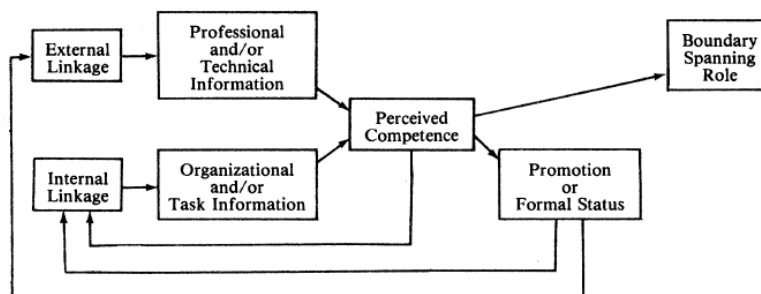 External
Linkage
Professional
and/or
Technical
Information
Boundary
Spanning
Role
Perceived
Competence
Internal
Linkage
Organizational
and/or
Task Information
Promotion
or
Formal Status